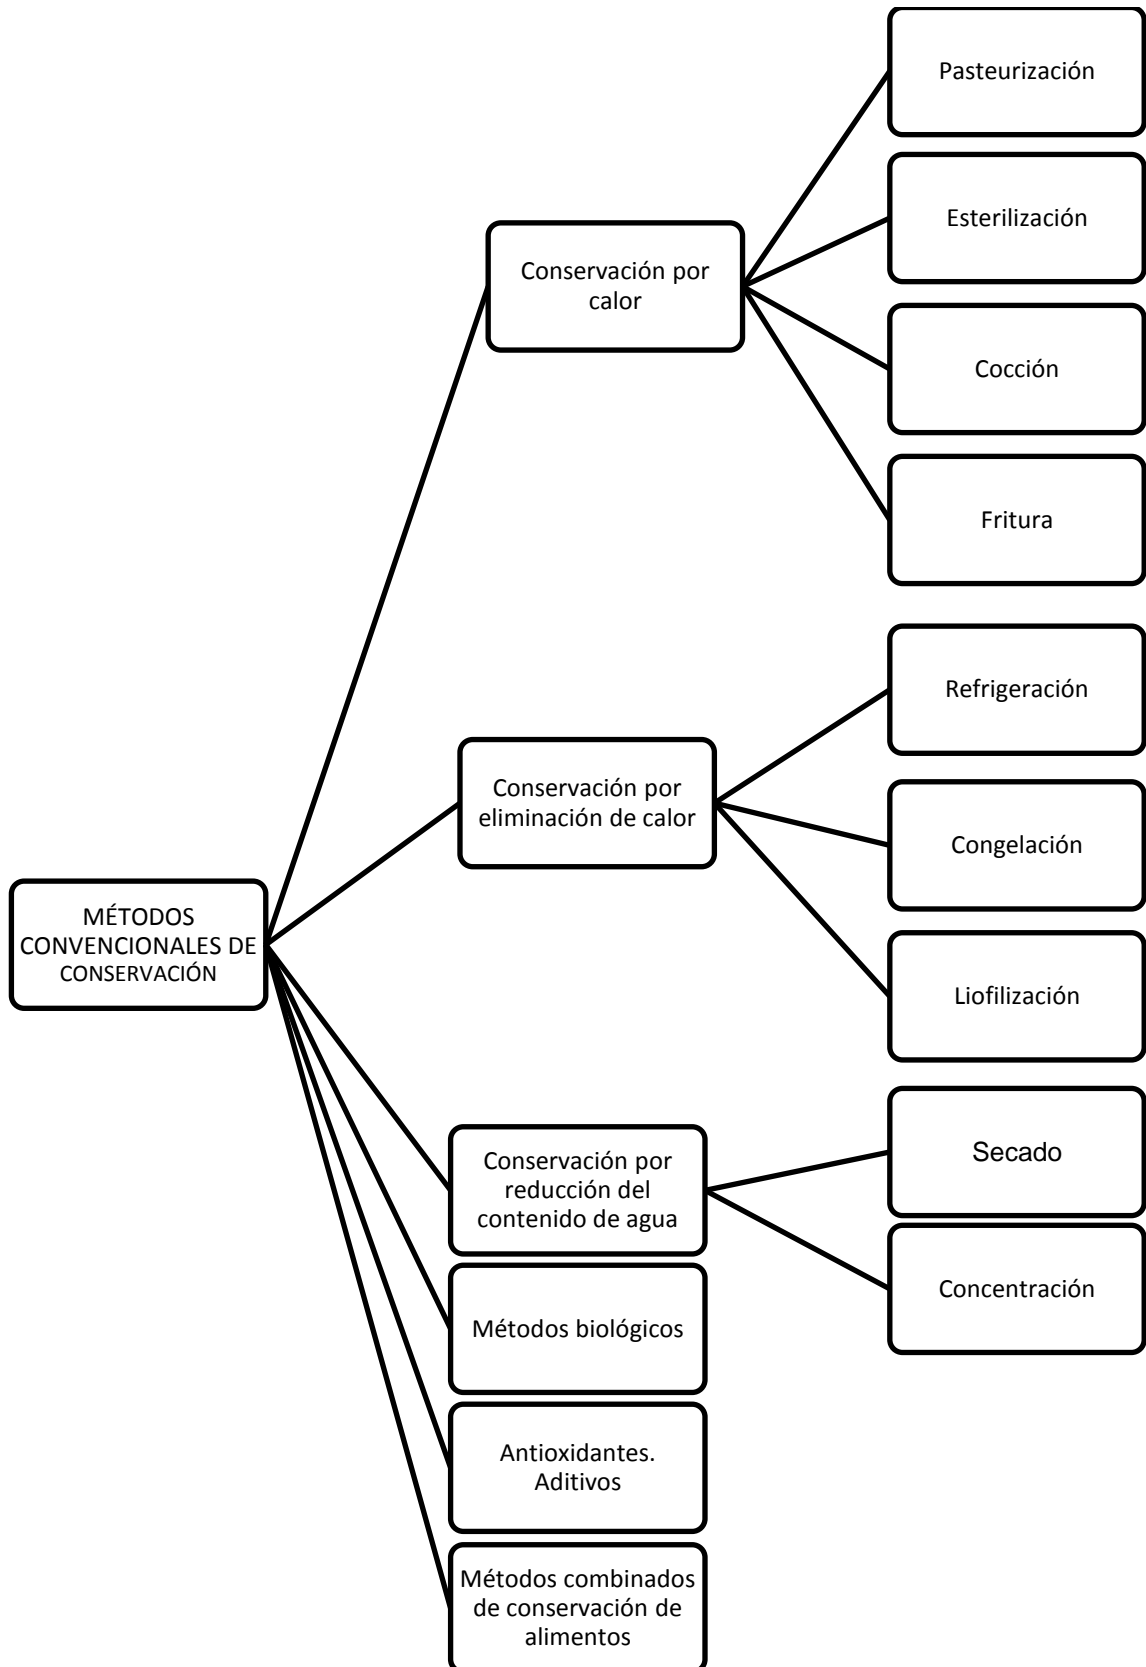 MÉTODOS
CONVENCIONALES DE
CONSERVACIÓN
Conservación por
calor
Pasteurización
Esterilización
Cocción
Fritura
Conservación por
eliminación de calor
Refrigeración
Congelación
Liofilización
Conservación por
reducción del
contenido de agua
Secado
Concentración
Métodos biológicos
Antioxidantes.
Aditivos
Métodos combinados
de conservación de
alimentos